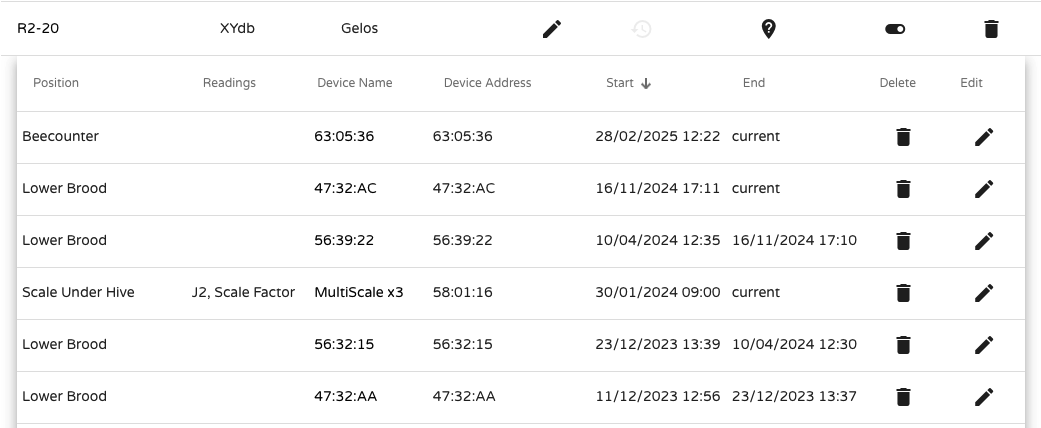 R2-20 XYdb Gelos
Position Readings Device Name Device Address Start End Delete Edit
Beecounter 63:05:36 63:05:36 28/02/2025 12:22 current
Lower Brood 47:32:AC 47:32:AC 16/11/2024 17:11 current
Lower Brood 56:39:22 56:39:22 10/04/2024 12:35 16/11/2024 17:10
Scale Under Hive J2, Scale Factor MultiScale x3 58:01:16 30/01/2024 09:00 current
Lower Brood 56:32:15 56:32:15 23/12/2023 13:39 10/04/2024 12:30
Lower Brood 47:32:AA 47:32:AA 11/12/2023 12:56 23/12/2023 13:37